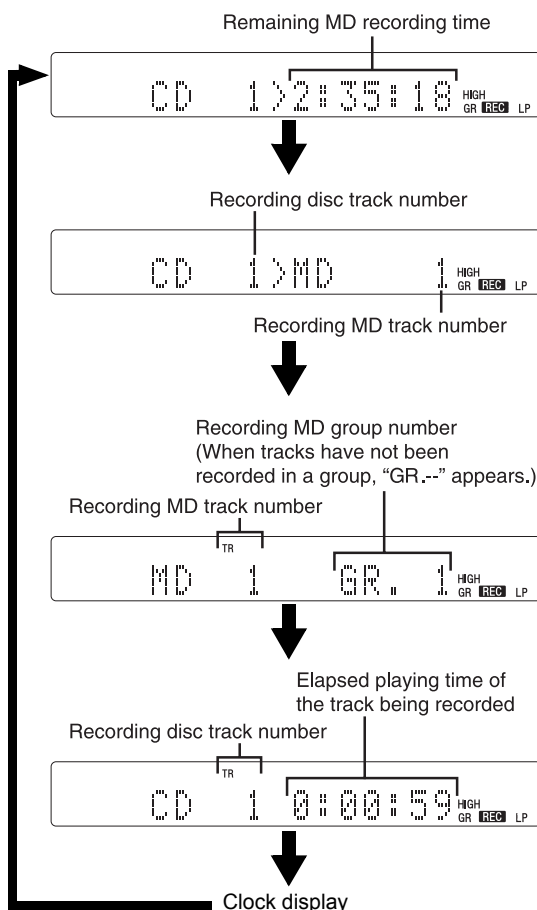 Remaining MD recording time
CD 1>2:35:18 HIGH
GR REC LP
Recording disc track number
CD 1>MD 1 HIGH
GR REC LP
Recording MD track number
Recording MD group number
(When tracks have not been
recorded in a group, “GR.--” appears.)
Recording MD track number
TR
MD 1 GR. 1 HIGH
GR REC LP
Elapsed playing time of
the track being recorded
Recording disc track number
TR
CD 1 0:00:59 HIGH
GR REC LP
Clock display